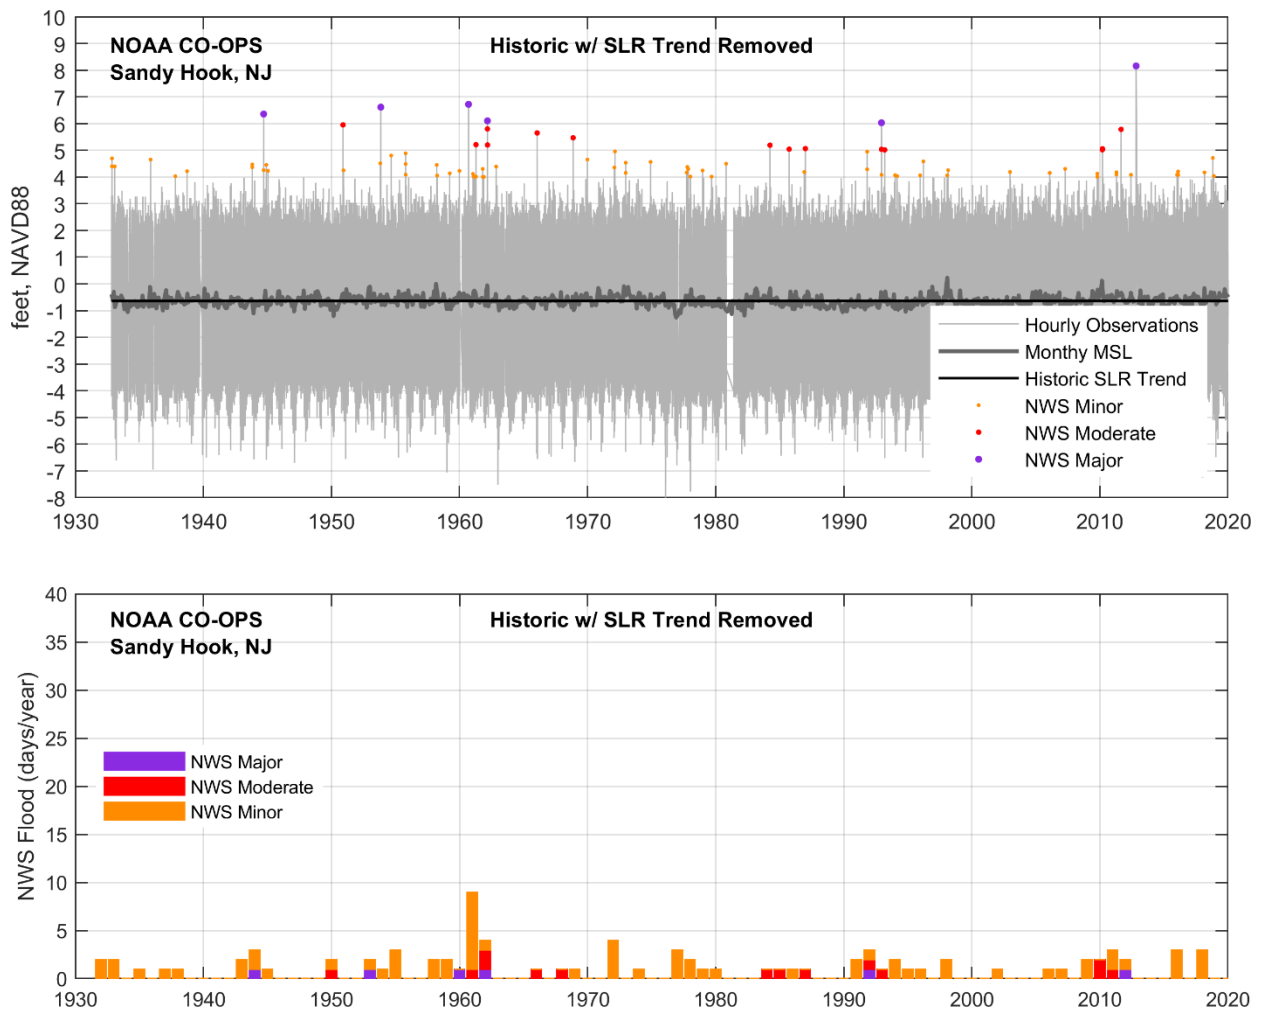 10
9
8
7
6
5
4
3
2
1
0
-1
-2
-3
-4
-5
-6
-7
-8
feet, NAVD88
NOAA CO-OPS
Sandy Hook, NJ
Historic w/ SLR Trend Removed
Hourly Observations
Monthy MSL
Historic SLR Trend
NWS Minor
NWS Moderate
NWS Major
1930 1940 1950 1960 1970 1980 1990 2000 2010 2020
40
35
30
25
20
15
10
5
0
NWS Flood (days/year)
NOAA CO-OPS
Sandy Hook, NJ
Historic w/ SLR Trend Removed
NWS Major
NWS Moderate
NWS Minor
1930 1940 1950 1960 1970 1980 1990 2000 2010 2020